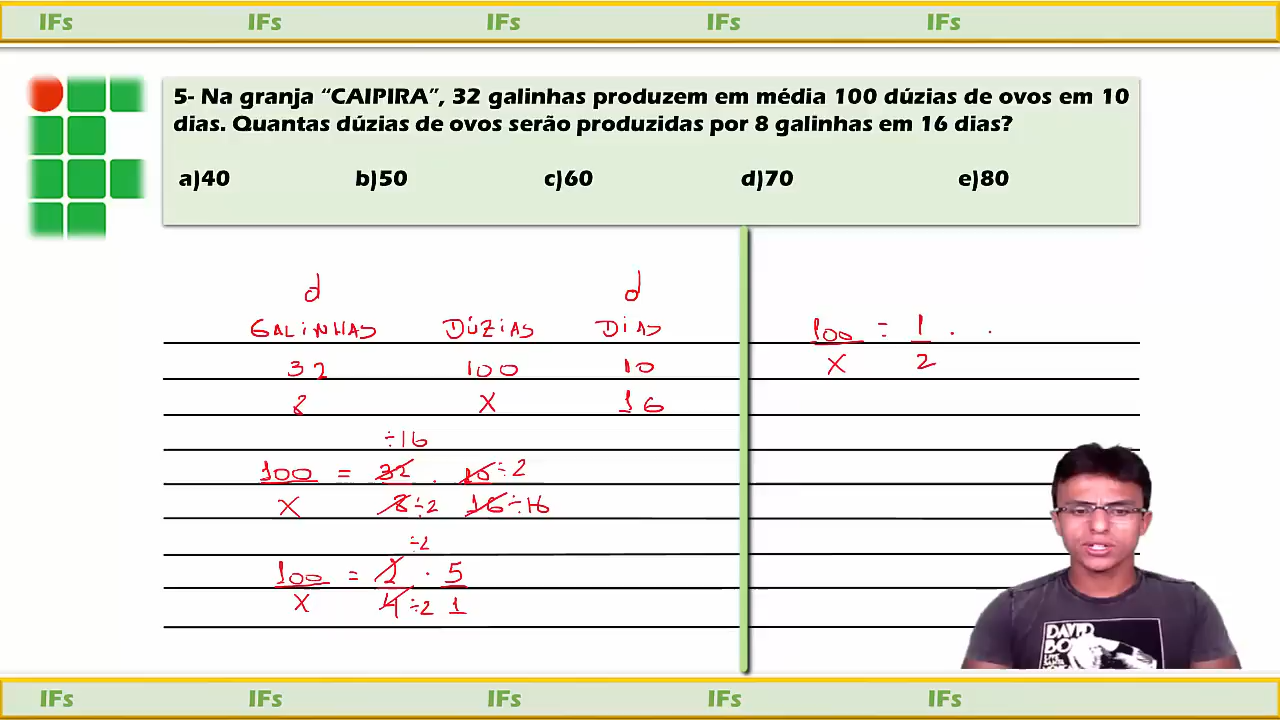 IFs IFs IFs IFs IFs
5- Na granja “CAIPIRA”, 32 galinhas produzem em média 100 dúzias de ovos em 10
dias. Quantas dúzias de ovos serão produzidas por 8 galinhas em 16 dias?
a)40 b)50 c)60 d)70 e)80
d d
GALINHAS DÚZIAS DIAS
32 100 10
8 X 16
÷16
100 = 32 . 10 ÷2
X 8 ÷2 16 ÷16
÷2
100 = 2 . 5
X 4 ÷2 1
100 = 1 . .
X 2
DAVID
BO
IFs IFs IFs IFs IFs